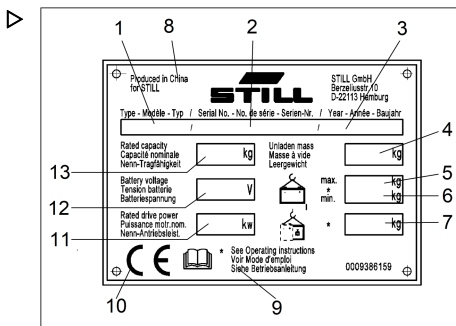 1 8 2 3
Produced in China
for STILL
STILL
STILL GmbH
Berzeliusstr.10
D-22113 Hamburg
Type - Modèle - Typ / Serial No. - No. de série - Serien-Nr. / Year - Année - Baujahr
/ /
Rated capacity
Capacité nominale
Nenn-Tragfähigkeit
kg
Unladen mass
Masse à vide
Leergewicht
kg
4
13
Battery voltage
Tension batterie
Batteriespannung
V
max.
*
min.
kg
kg
5
6
12
Rated drive power
Puissance motr.nom.
Nenn-Antriebsleist.
kw
*
kg
7
11
* See Operating instructions
Voir Mode d'emploi
Siehe Betriebsanleitung
CE
0009386159
10
9